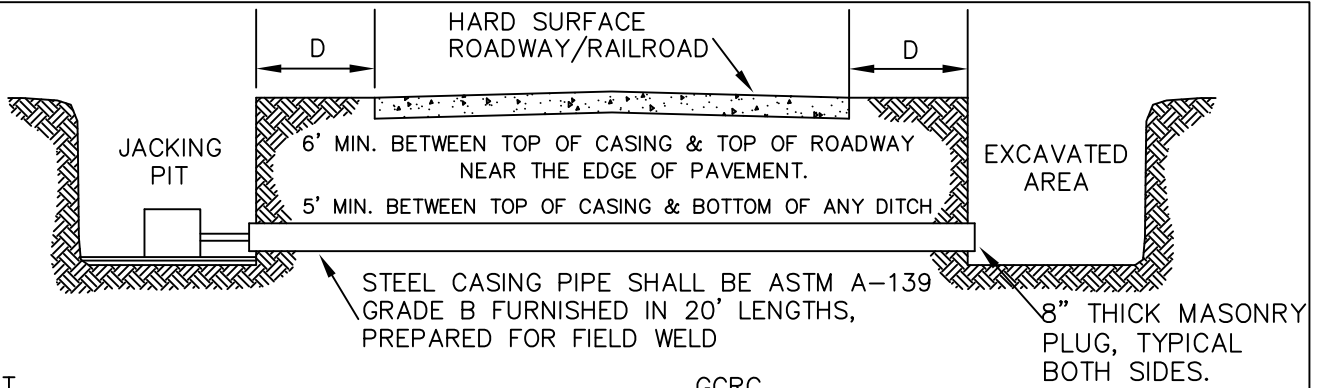 HARD SURFACE
ROADWAY/RAILROAD
D
D
JACKING
PIT
6' MIN. BETWEEN TOP OF CASING & TOP OF ROADWAY
NEAR THE EDGE OF PAVEMENT.
5' MIN. BETWEEN TOP OF CASING & BOTTOM OF ANY DITCH
EXCAVATED
AREA
STEEL CASING PIPE SHALL BE ASTM A-139
GRADE B FURNISHED IN 20' LENGTHS,
PREPARED FOR FIELD WELD
8" THICK MASONRY
PLUG, TYPICAL
BOTH SIDES.